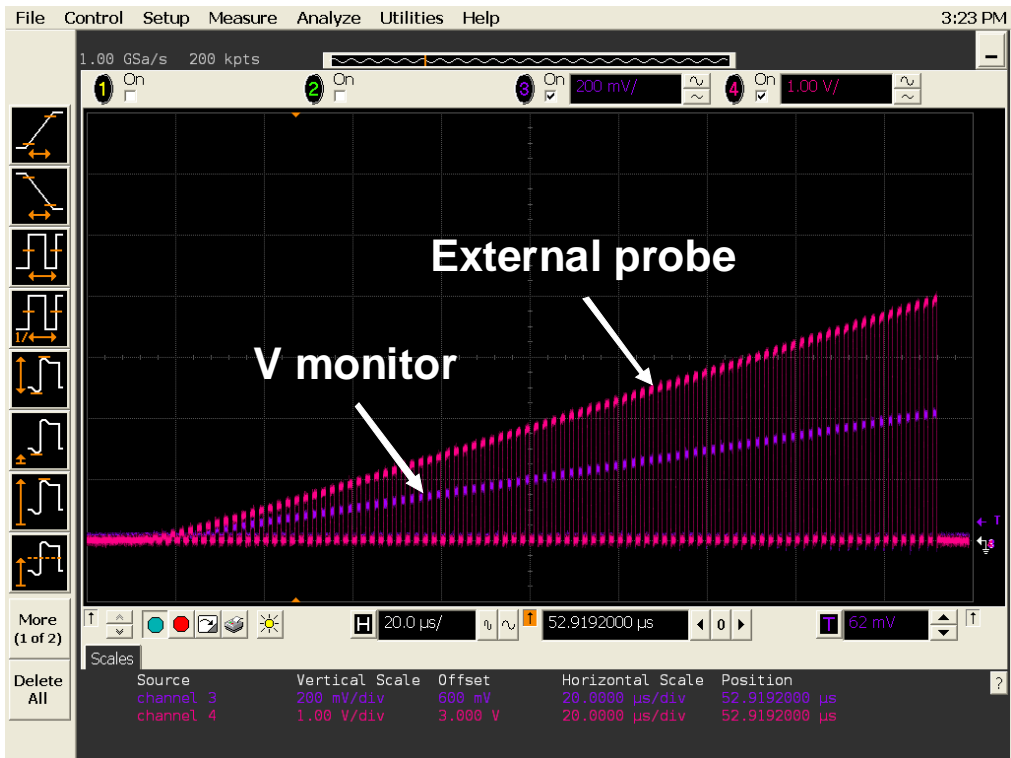 File Control Setup Measure Analyze Utilities Help 3:23 PM
1.00 GSa/s 200 kpts
1 On 2 On 3 On 200 mV/ 4 On 1.00 V/
External probe
V monitor
T
1/
More
(1 of 2)
Delete
All
H 20.0 µs/ 52.9192000 µs 0 T 62 mV
Scales
Source Vertical Scale Offset Horizontal Scale Position
channel 3 200 mV/div 600 mV 20.0000 µs/div 52.9192000 µs
channel 4 1.00 V/div 3.000 V 20.0000 µs/div 52.9192000 µs
?